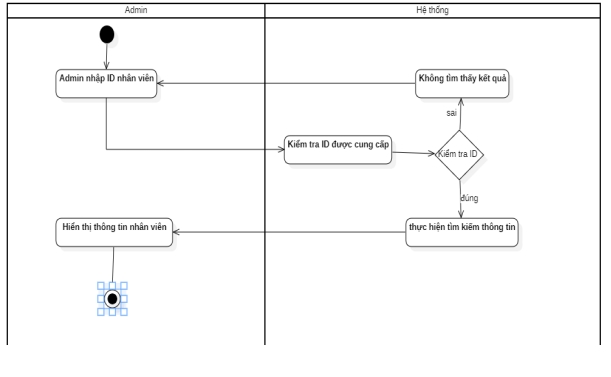 Admin
Hệ thống
Admin nhập ID nhân viên
Không tìm thấy kết quả
sai
Kiểm tra ID được cung cấp
Kiểm tra ID
đúng
Hiển thị thông tin nhân viên
thực hiện tìm kiếm thông tin